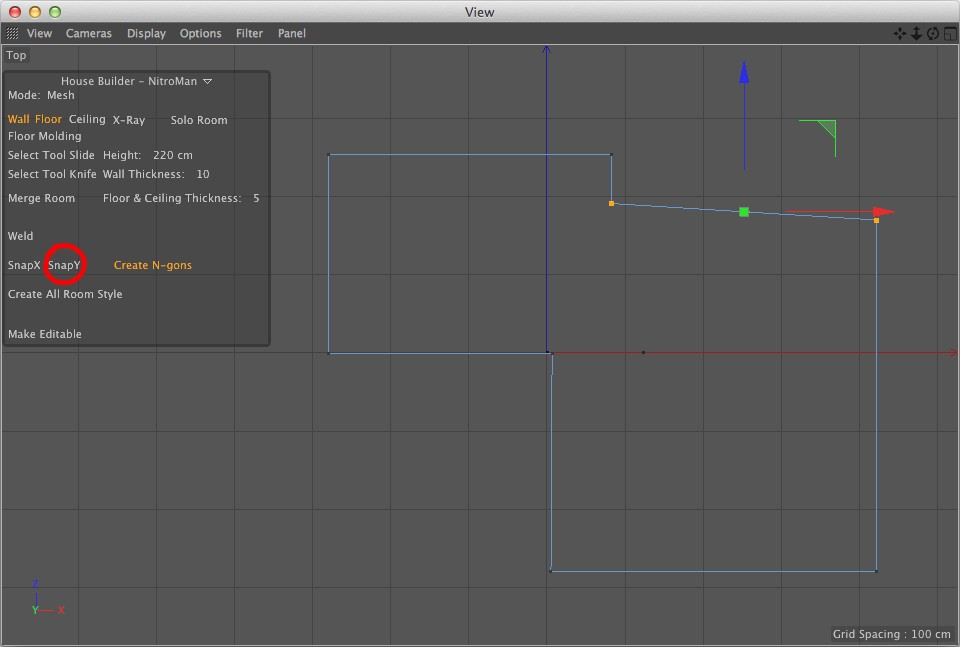 View
View Cameras Display Options Filter Panel
Top
House Builder - NitroMan
Mode: Mesh
Wall Floor Ceiling X-Ray Solo Room
Floor Molding
Select Tool Slide Height: 220 cm
Select Tool Knife Wall Thickness: 10
Merge Room Floor & Ceiling Thickness: 5
Weld
SnapX SnapY Create N-gons
Create All Room Style
Make Editable
Z
Y X
Grid Spacing : 100 cm